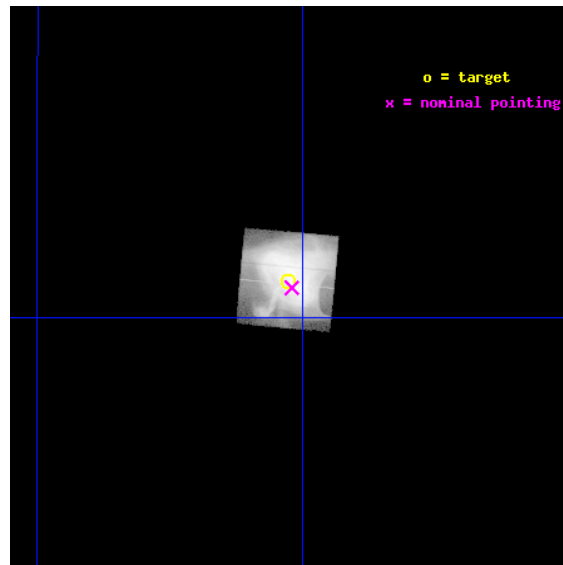 o = target
x = nominal pointing